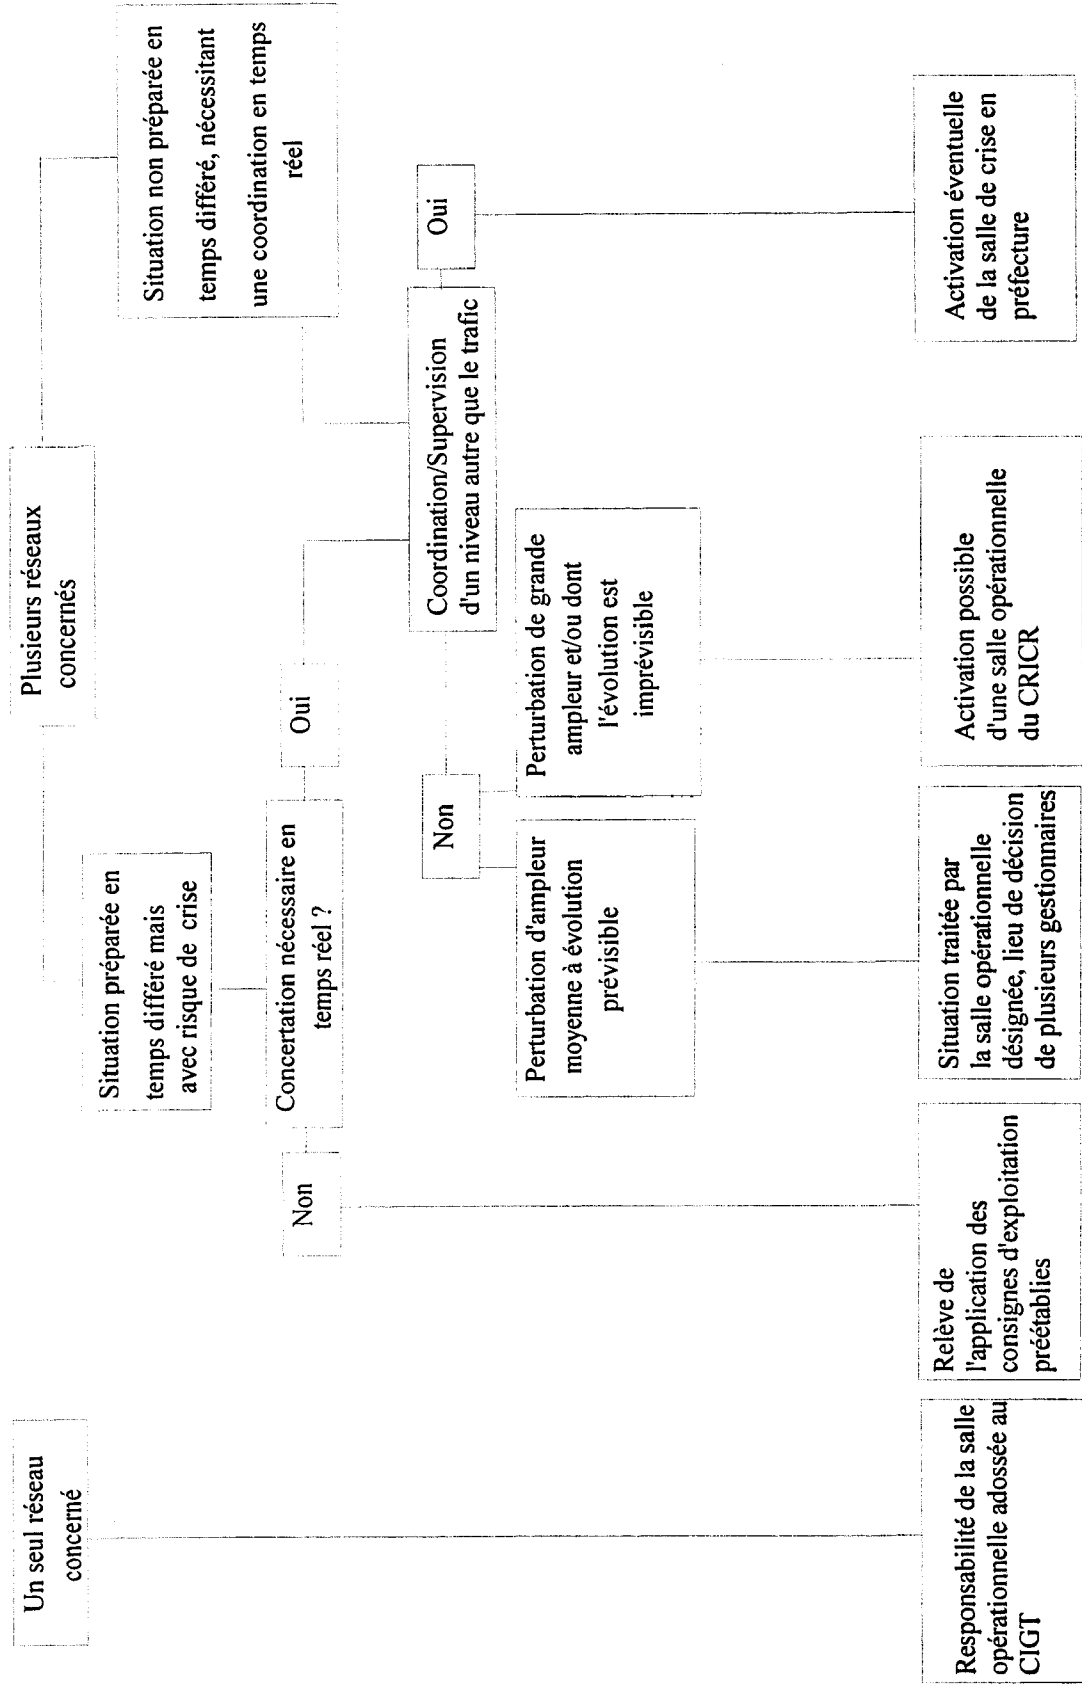 Un seul réseau
concerné
Plusieurs réseaux
concernés
Situation préparée en
temps différé mais
avec risque de crise
Situation non préparée en
temps différé, nécessitant
une coordination en temps
réel
Concertation nécessaire en
temps réel ?
Non
Oui
Coordination/Supervision
d'un niveau autre que le trafic
Non
Oui
Perturbation d'ampleur
moyenne à évolution
prévisible
Perturbation de grande
ampleur et/ou dont
l'évolution est
imprévisible
Responsabilité de la salle
opérationnelle adossée au
CIGT
Relève de
l'application des
consignes d'exploitation
préétablies
Situation traitée par
la salle opérationnelle
désignée, lieu de décision
de plusieurs gestionnaires
Activation possible
d'une salle opérationnelle
du CRICR
Activation éventuelle
de la salle de crise en
préfecture